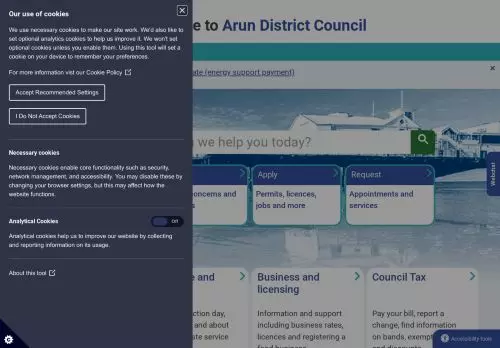 Our use of cookies
We use necessary cookies to make our site work. We'd also like to
set optional analytics cookies to help us improve it. We won't set
optional cookies unless you enable them. Using this tool will set a
cookie on your device to remember your preferences.
For more information vist our Cookie Policy
Accept Recommended Settings
I Do Not Accept Cookies
Necessary cookies
Necessary cookies enable core functionality such as security,
network management, and accessibility. You may disable these by
changing your browser settings, but this may affect how the
website functions.
Analytical Cookies
Off
Analytical cookies help us to improve our website by collecting
and reporting information on its usage.
About this tool
e to Arun District Council
ate (energy support payment)
n we help you today?
oncerns and
Apply
Permits, licences,
jobs and more
Request
Appointments and
services
Webchat
e and
ction day,
and about
te service
Business and
licensing
Information and support
including business rates,
licences and registering a
food business
Council Tax
Pay your bill, report a
change, find information
on bands, exempt
and discounts
Accessibility tools